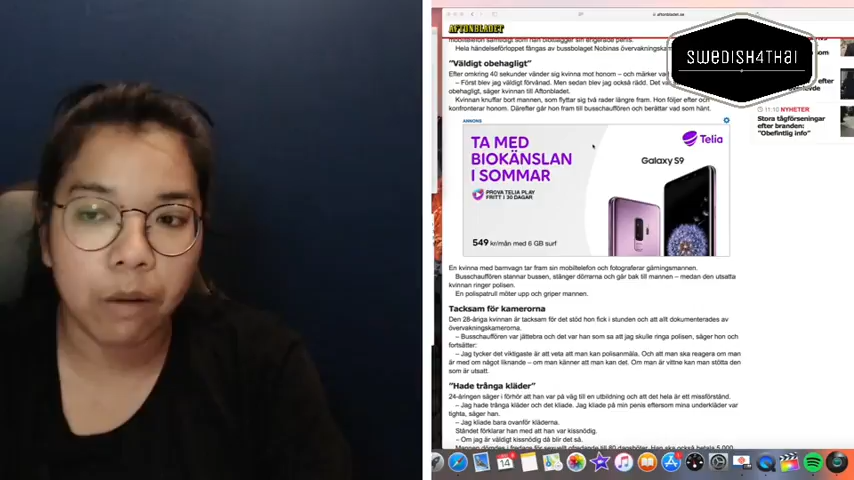 aftonbladet.se
AFTONBLADET
SWEDISH4THAI
mobiltelefon samtidigt som han blottlägger sin erigerade penis.
Hela händelseförloppet fångas av bussbolaget Nobinas övervakningskam
"Väldigt obehagligt"
Efter omkring 40 sekunder vänder sig kvinna mot honom – och märker va
– Först blev jag väldigt förvånad. Men sedan blev jag också rädd. Det va
obehagligt, säger kvinnan till Aftonbladet.
Kvinnan knuffar bort mannen, som flyttar sig två rader längre fram. Hon följer efter och
konfronterar honom. Därefter går hon fram till busschauffören och berättar vad som hänt.
ANNONS
TA MED
BIOKÄNSLAN
I SOMMAR
PROVA TELIA PLAY
FRITT I 30 DAGAR
549 kr/mån med 6 GB surf
Telia
Galaxy S9
11:10 NYHETER
Stora tågförseningar
efter branden:
"Obefintlig info"
En kvinna med barnvagn tar fram sin mobiltelefon och fotograferar gärningsmannen.
Busschauffören stannar bussen, stänger dörrarna och går bak till mannen – medan den utsatta
kvinnan ringer polisen.
En polispatrull möter upp och griper mannen.
Tacksam för kamerorna
Den 28-åriga kvinnan är tacksam för det stöd hon fick i stunden och att allt dokumenterades av
övervakningskamerorna.
– Busschauffören var jättebra och det var han som sa att jag skulle ringa polisen, säger hon och
fortsätter:
– Jag tycker det viktigaste är att veta att man kan polisanmäla. Och att man ska reagera om man
är med om något liknande – om man känner att man kan det. Om man är vittne kan man stötta den
som är utsatt.
"Hade trånga kläder"
24-åringen säger i förhör att han var på väg till en utbildning och att det hela är ett missförstånd.
– Jag hade trånga kläder och det kliade. Jag kliade på min penis eftersom mina underkläder var
tighta, säger han.
– Jag kliade bara ovanför kläderna.
Ståndet förklarar han med att han var kissnödig.
– Om jag är väldigt kissnödig då blir det så.
14